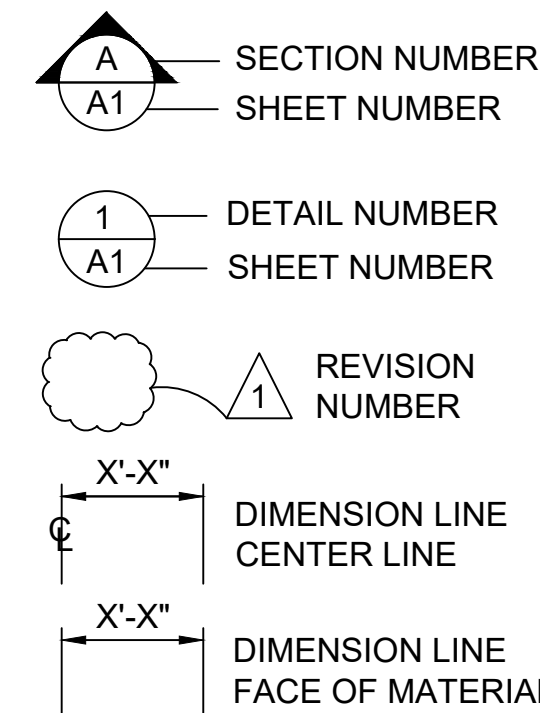 A SECTION NUMBER
A1 SHEET NUMBER
1 DETAIL NUMBER
A1 SHEET NUMBER
1 REVISION
NUMBER
X'-X"
℄ DIMENSION LINE
CENTER LINE
X'-X"
DIMENSION LINE
FACE OF MATERIAL